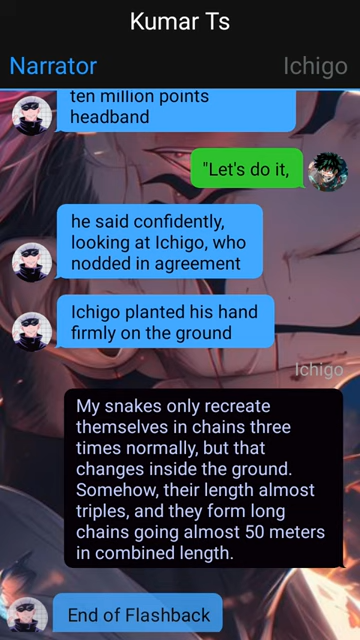 Kumar Ts
Narrator
Ichigo
ten million points
headband
"Let's do it,
he said confidently,
looking at Ichigo, who
nodded in agreement
Ichigo planted his hand
firmly on the ground
Ichigo
My snakes only recreate
themselves in chains three
times normally, but that
changes inside the ground.
Somehow, their length almost
triples, and they form long
chains going almost 50 meters
in combined length.
End of Flashback